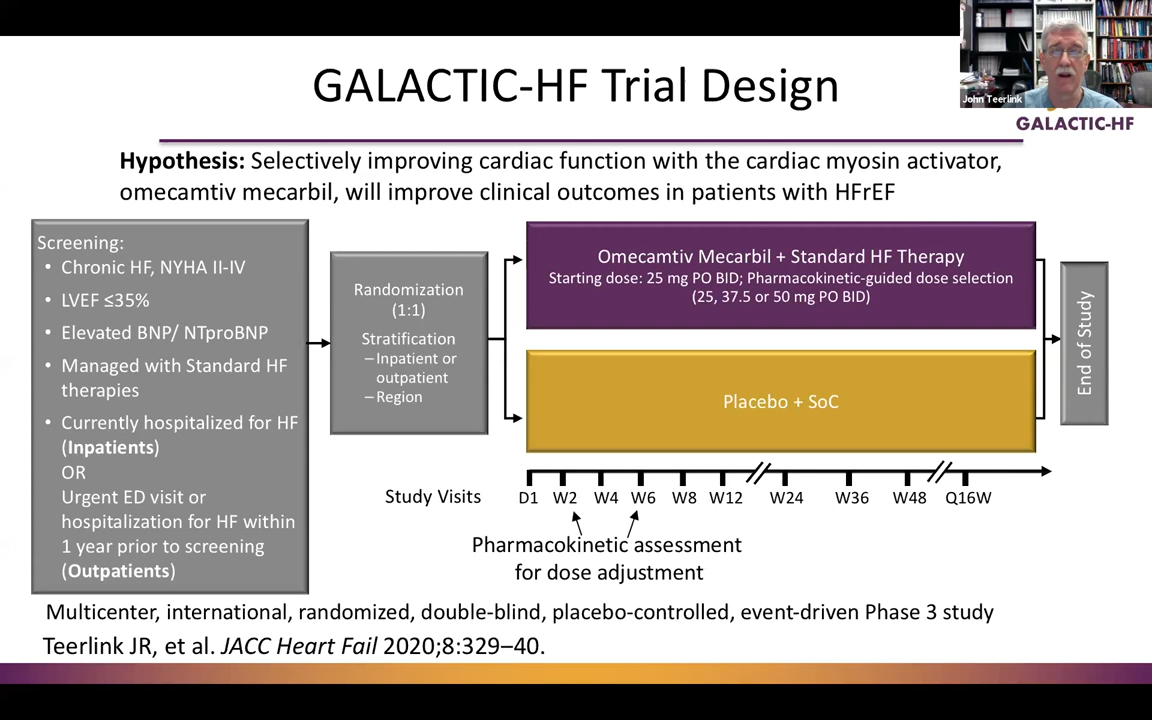 GALACTIC-HF Trial Design
John Teerlink
GALACTIC-HF
Hypothesis: Selectively improving cardiac function with the cardiac myosin activator,
omecamtiv mecarbil, will improve clinical outcomes in patients with HFrEF
Screening:
• Chronic HF, NYHA II-IV
• LVEF ≤35%
• Elevated BNP/ NTproBNP
• Managed with Standard HF
therapies
• Currently hospitalized for HF
(Inpatients)
OR
Urgent ED visit or
hospitalization for HF within
1 year prior to screening
(Outpatients)
Randomization
(1:1)
Stratification
–Inpatient or
outpatient
–Region
Omecamtiv Mecarbil + Standard HF Therapy
Starting dose: 25 mg PO BID; Pharmacokinetic-guided dose selection
(25, 37.5 or 50 mg PO BID)
Placebo + SoC
End of Study
Study Visits D1 W2 W4 W6 W8 W12 W24 W36 W48 Q16W
Pharmacokinetic assessment
for dose adjustment
Multicenter, international, randomized, double-blind, placebo-controlled, event-driven Phase 3 study
Teerlink JR, et al. JACC Heart Fail 2020;8:329–40.